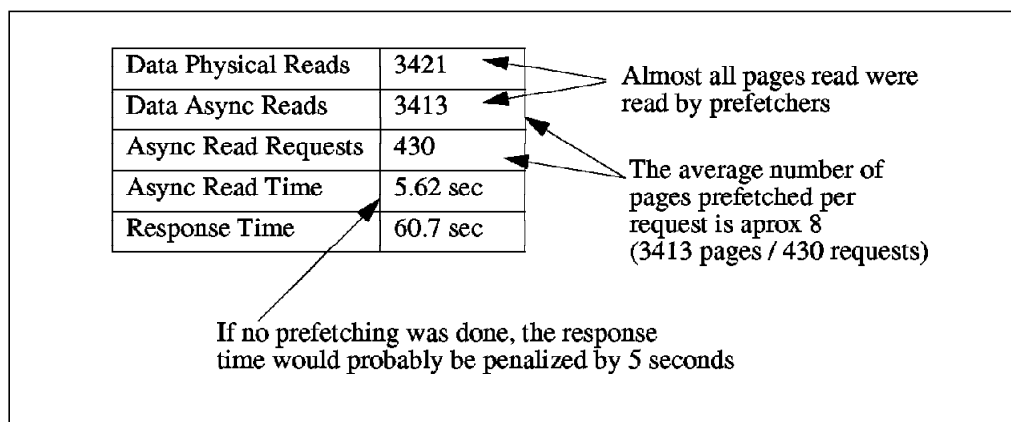 Data Physical Reads 3421
Data Async Reads 3413
Async Read Requests 430
Async Read Time 5.62 sec
Response Time 60.7 sec
Almost all pages read were
read by prefetchers
The average number of
pages prefetched per
request is aprox 8
(3413 pages / 430 requests)
If no prefetching was done, the response
time would probably be penalized by 5 seconds